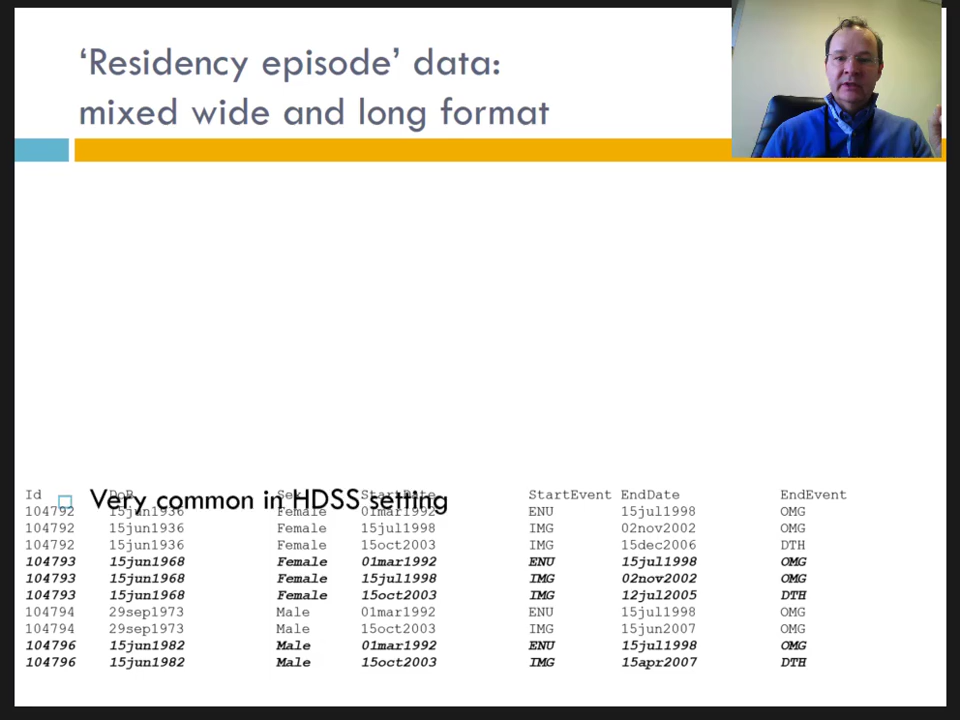 ‘Residency episode’ data:
mixed wide and long format
Very common in HDSS setting
Id DoB Sex StartDate StartEvent EndDate EndEvent
104792 15jun1936 Female 01mar1992 ENU 15jul1998 OMG
104792 15jun1936 Female 15jul1998 IMG 02nov2002 OMG
104792 15jun1936 Female 15oct2003 IMG 15dec2006 DTH
104793 15jun1968 Female 01mar1992 ENU 15jul1998 OMG
104793 15jun1968 Female 15jul1998 IMG 02nov2002 OMG
104793 15jun1968 Female 15oct2003 IMG 12jul2005 DTH
104794 29sep1973 Male 01mar1992 ENU 15jul1998 OMG
104794 29sep1973 Male 15oct2003 IMG 15jun2007 OMG
104796 15jun1982 Male 01mar1992 ENU 15jul1998 OMG
104796 15jun1982 Male 15oct2003 IMG 15apr2007 DTH